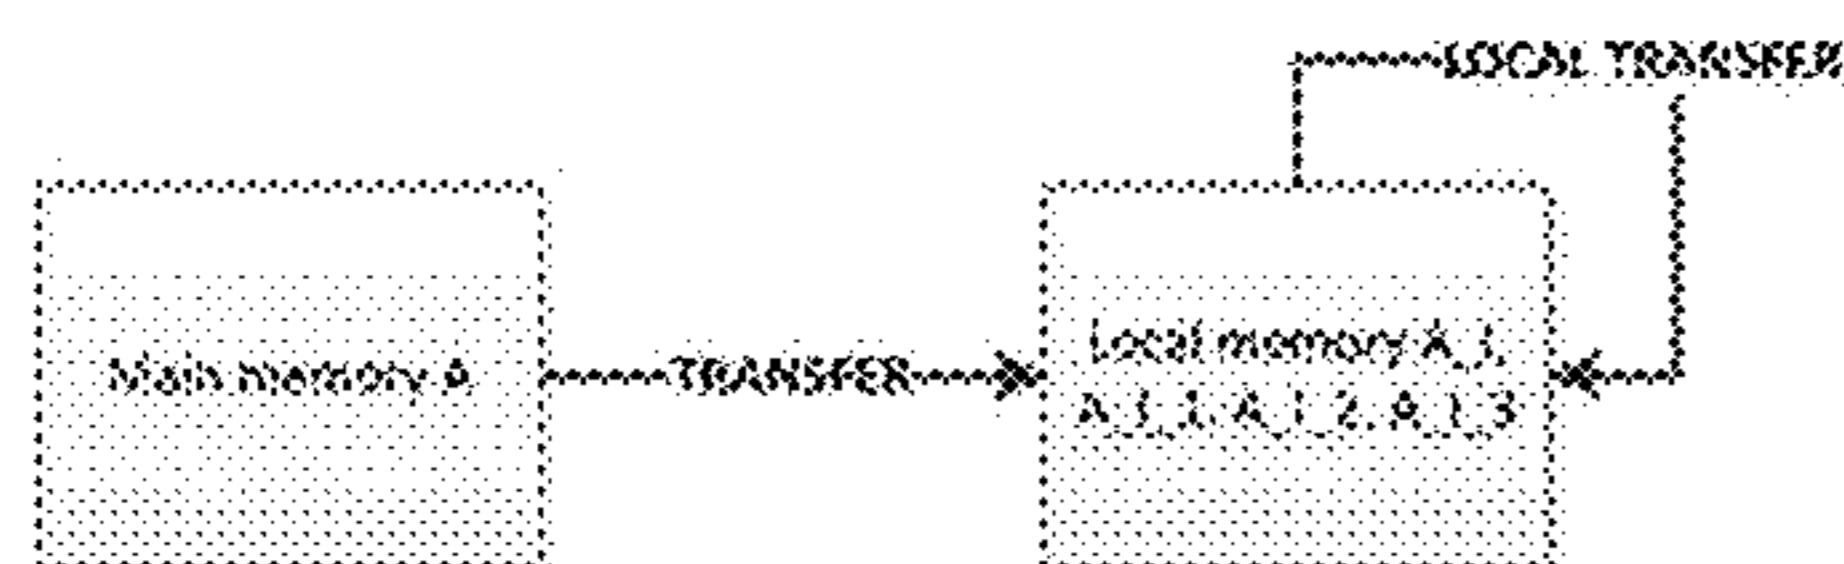 LOCAL TRANSFER
Main memory A
TRANSFER
Local memory A_1,
A_1_1, A_1_2, A_1_3